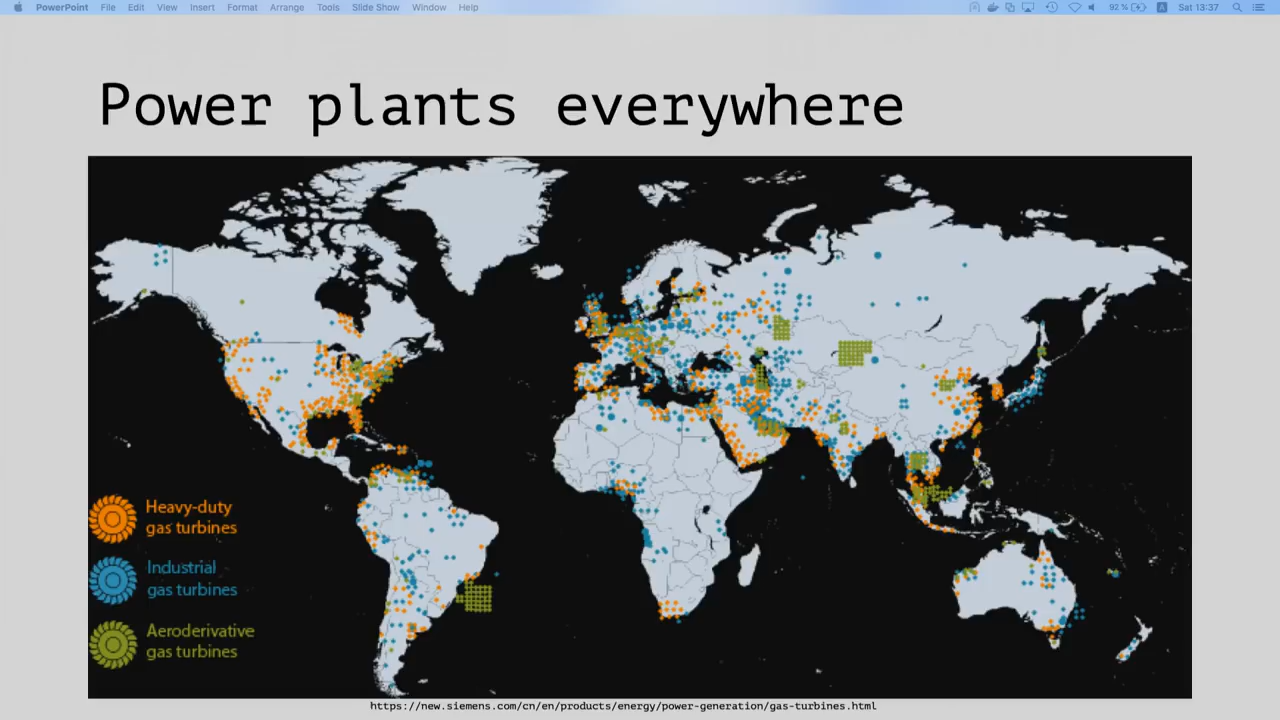 PowerPoint File Edit View Insert Format Arrange Tools Slide Show Window Help 92 % A Sat 13:37
Power plants everywhere
Heavy-duty
gas turbines
Industrial
gas turbines
Aeroderivative
gas turbines
https://new.siemens.com/cn/en/products/energy/power-generation/gas-turbines.html